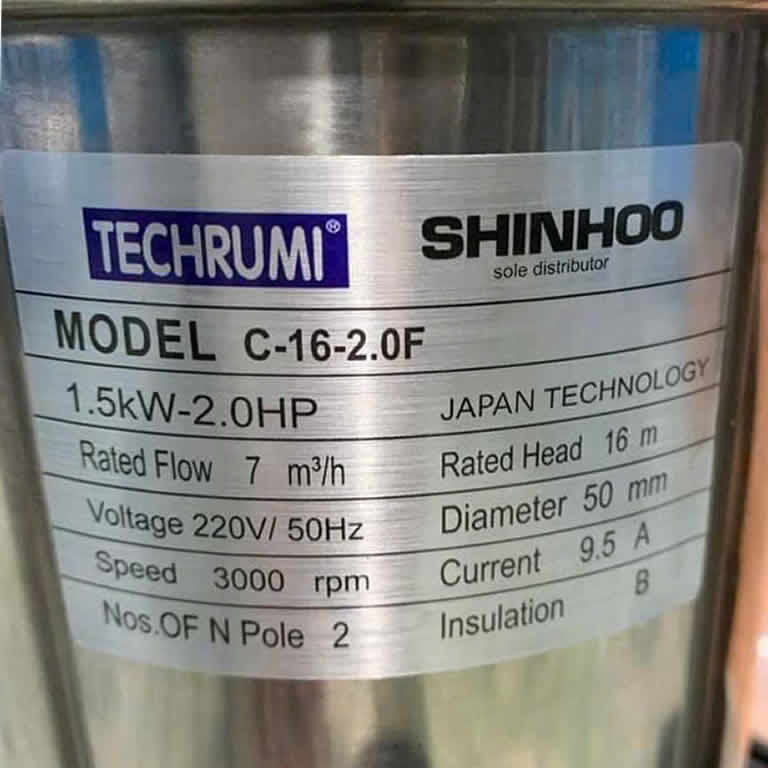 TECHRUMI® SHINHOO
sole distributor
MODEL C-16-2.0F
1.5kW-2.0HP JAPAN TECHNOLOGY
Rated Flow 7 m³/h Rated Head 16 m
Voltage 220V/ 50Hz Diameter 50 mm
Speed 3000 rpm Current 9.5 A
Nos.OF N Pole 2 Insulation B